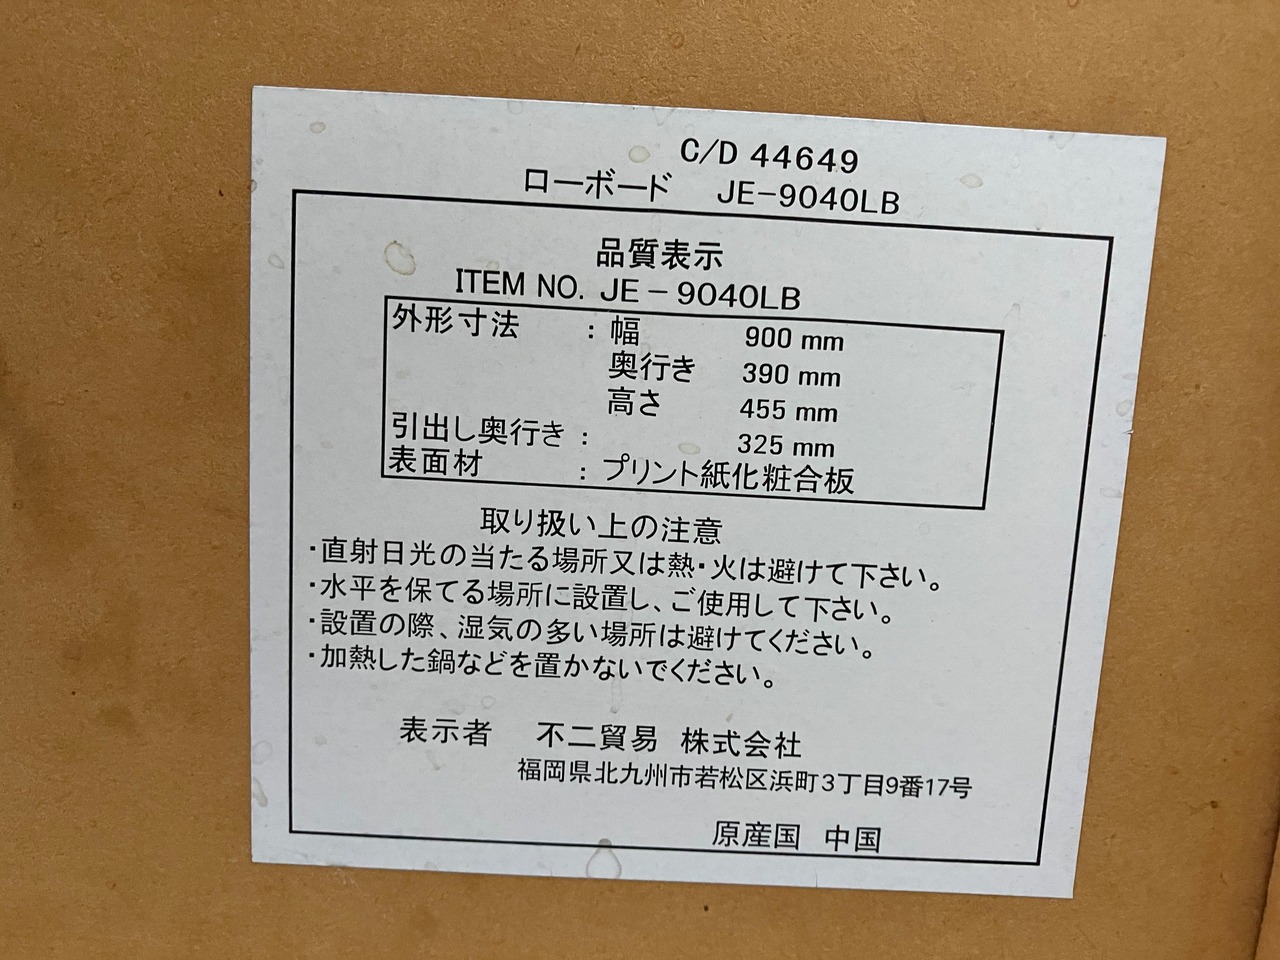 C/D 44649
ローボード JE-9040LB
品質表示
ITEM NO. JE-9040LB
外形寸法 : 幅 900 mm
奥行き 390 mm
高さ 455 mm
引出し奥行き : 325 mm
表面材 : プリント紙化粧合板
取り扱い上の注意
・直射日光の当たる場所又は熱・火は避けて下さい。
・水平を保てる場所に設置し、ご使用して下さい。
・設置の際、湿気の多い場所は避けてください。
・加熱した鍋などを置かないでください。
表示者 不二貿易 株式会社
福岡県北九州市若松区浜町3丁目9番17号
原産国 中国